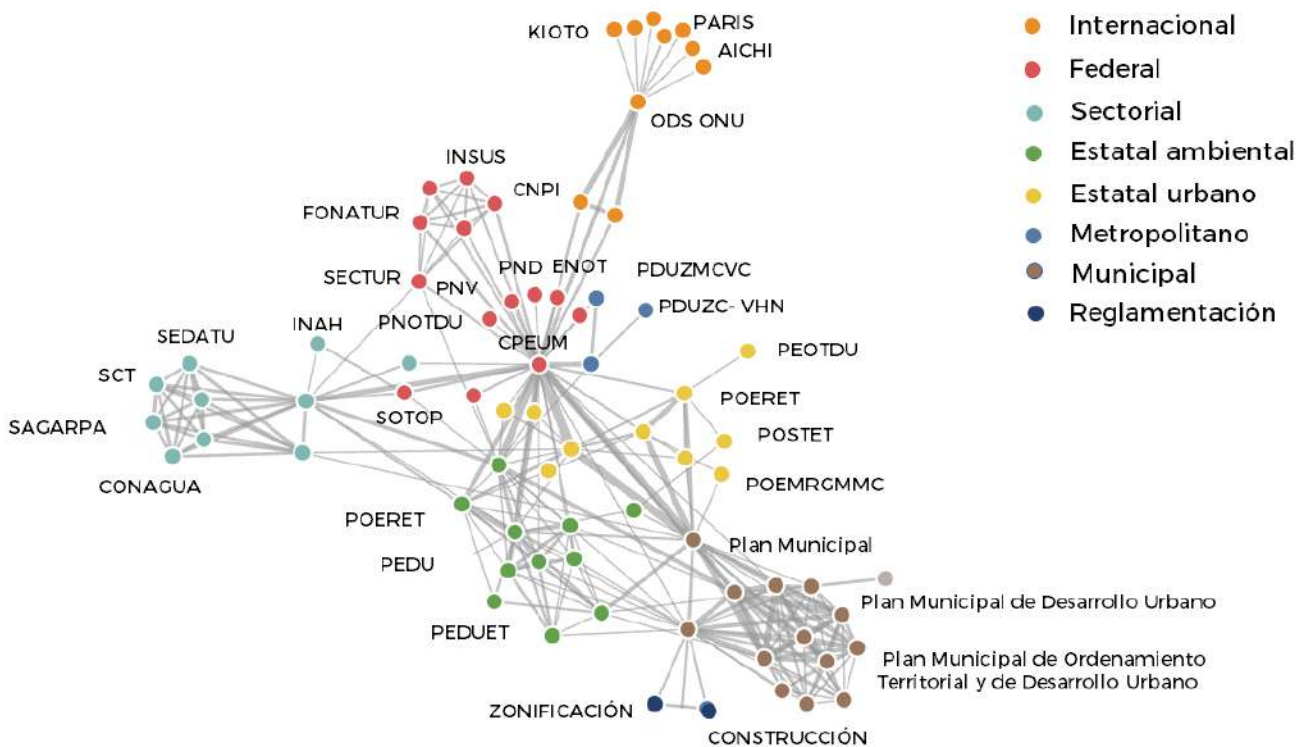 KIOTO
PARIS
AICHI
ODS ONU
INSUS
CNPI
FONATUR
SECTUR
PND
ENOT
PNV
PDUZMCVC
PDUZC- VHN
INAH
PNOTDU
CPEUM
SEDATU
SCT
SAGARPA
CONAGUA
SOTOP
PEOTDU
POERET
POSTET
POEMRGMMC
POERET
PEDU
PEDUET
Plan Municipal
Plan Municipal de Desarrollo Urbano
Plan Municipal de Ordenamiento
Territorial y de Desarrollo Urbano
ZONIFICACIÓN
CONSTRUCCIÓN
Internacional
Federal
Sectorial
Estatal ambiental
Estatal urbano
Metropolitano
Municipal
Reglamentación